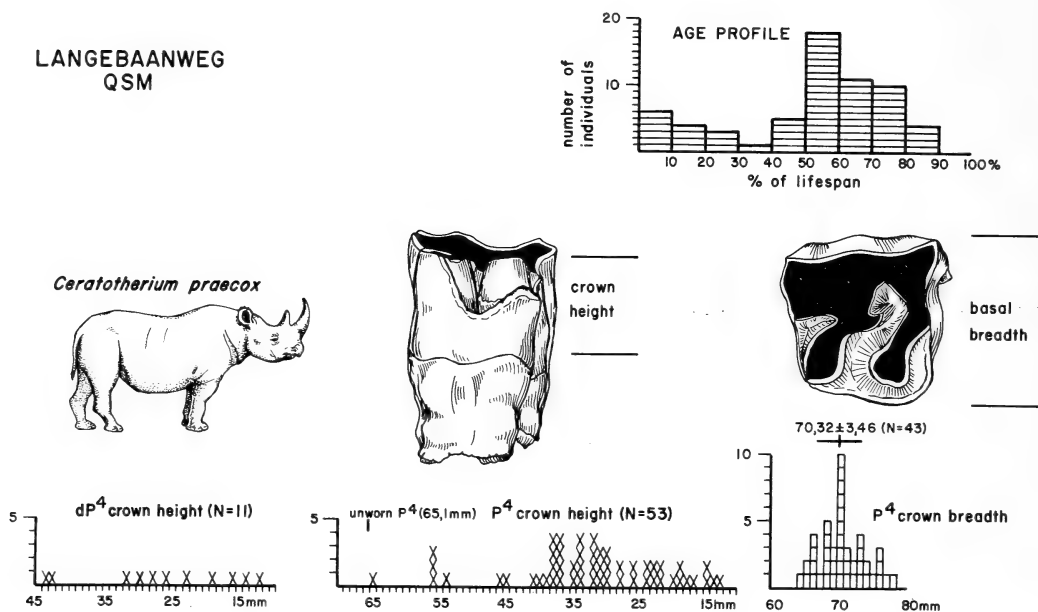 LANGEBAANWEG
QSM
AGE PROFILE
number of
individuals
20
10
10 20 30 40 50 60 70 80 90 100%
% of lifespan
Ceratotherium praecox
crown
height
basal
breadth
70,32±3,46 (N=43)
dP⁴ crown height (N=11)
5
45 35 25 15mm
unworn P⁴ (65,1mm) P⁴ crown height (N=53)
5
65 55 45 35 25 15mm
P⁴ crown breadth
10
5
60 70 80mm